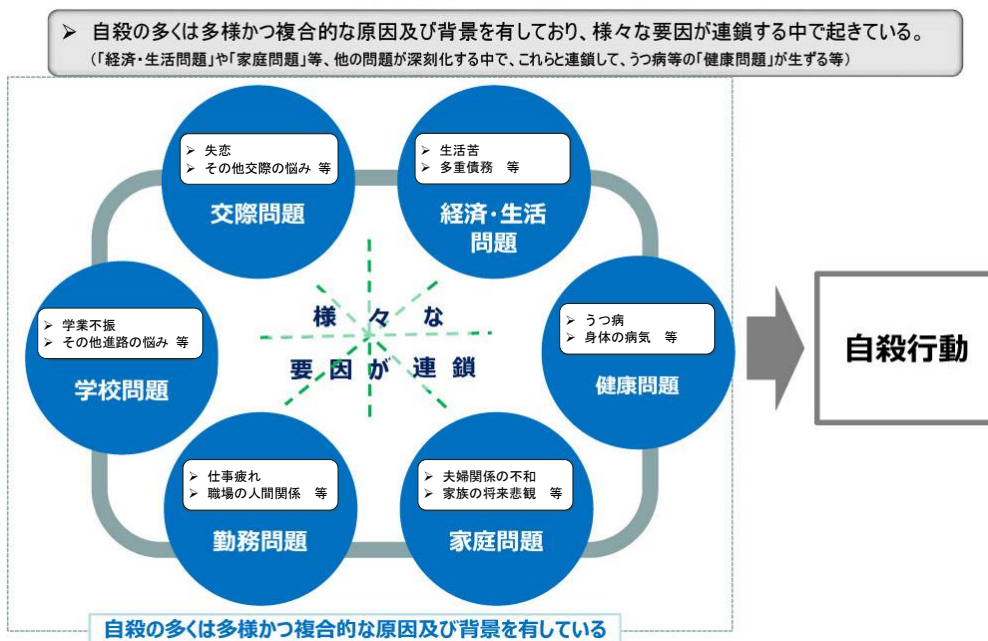 ➢ 自殺の多くは多様かつ複合的な原因及び背景を有しており、様々な要因が連鎖する中で起きている。
(「経済・生活問題」や「家庭問題」等、他の問題が深刻化する中で、これらと連鎖して、うつ病等の「健康問題」が生ずる等)
➢ 失恋
➢ その他交際の悩み 等
交際問題
➢ 生活苦
➢ 多重債務 等
経済・生活
問題
➢ 学業不振
➢ その他進路の悩み 等
学校問題
様々な
要因が連鎖
➢ うつ病
➢ 身体の病気 等
健康問題
自殺行動
➢ 仕事疲れ
➢ 職場の人間関係 等
勤務問題
➢ 夫婦関係の不和
➢ 家族の将来悲観 等
家庭問題
自殺の多くは多様かつ複合的な原因及び背景を有している